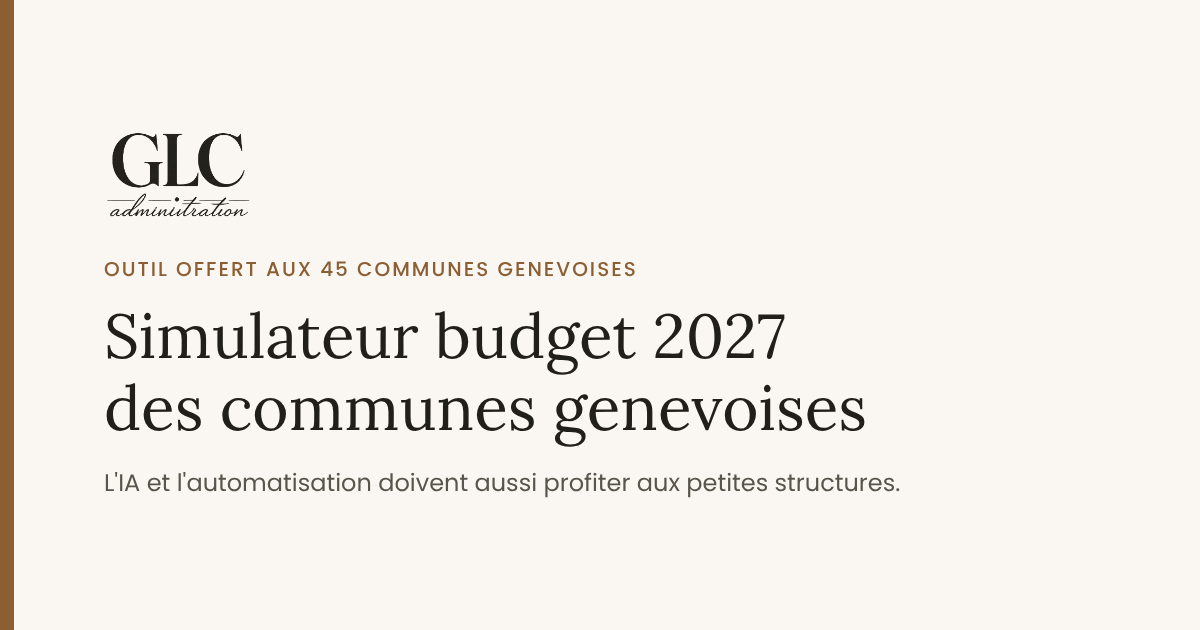 GLC
administration
OUTIL OFFERT AUX 45 COMMUNES GENEVOISES
Simulateur budget 2027
des communes genevoises
L'IA et l'automatisation doivent aussi profiter aux petites structures.